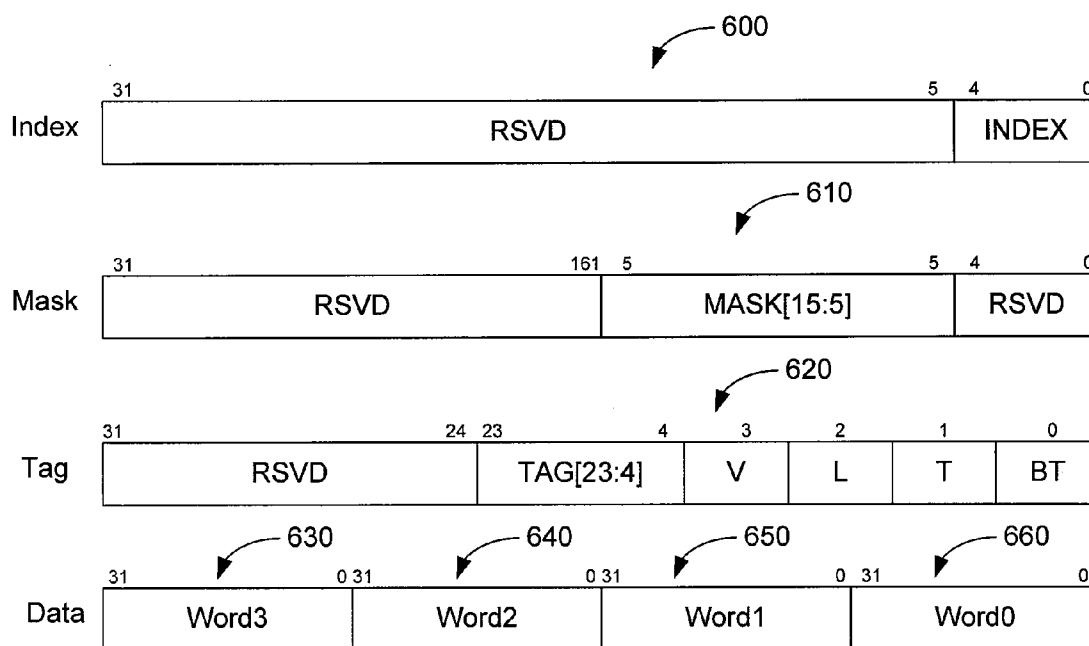 600
31 5 4 0
Index RSVD INDEX
610
31 161 5 5 4 0
Mask RSVD MASK[15:5] RSVD
620
31 24 23 4 3 2 1 0
Tag RSVD TAG[23:4] V L T BT
630 640 650 660
31 0 31 0 31 0 31 0
Data Word3 Word2 Word1 Word0